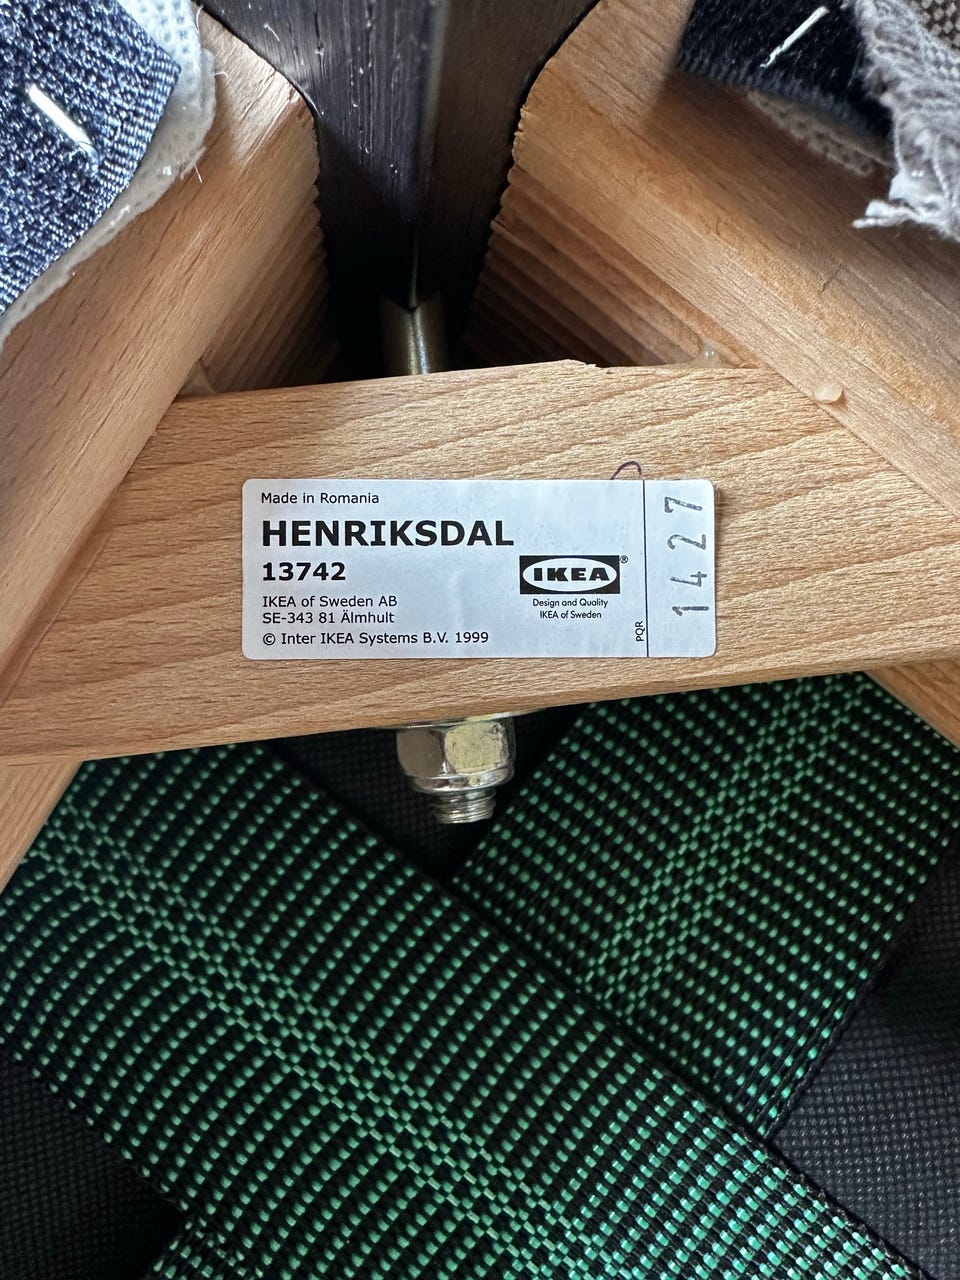 Made in Romania
HENRIKSDAL
13742
IKEA of Sweden AB
SE-343 81 Älmhult
© Inter IKEA Systems B.V. 1999
IKEA®
Design and Quality
IKEA of Sweden
PQR
1427